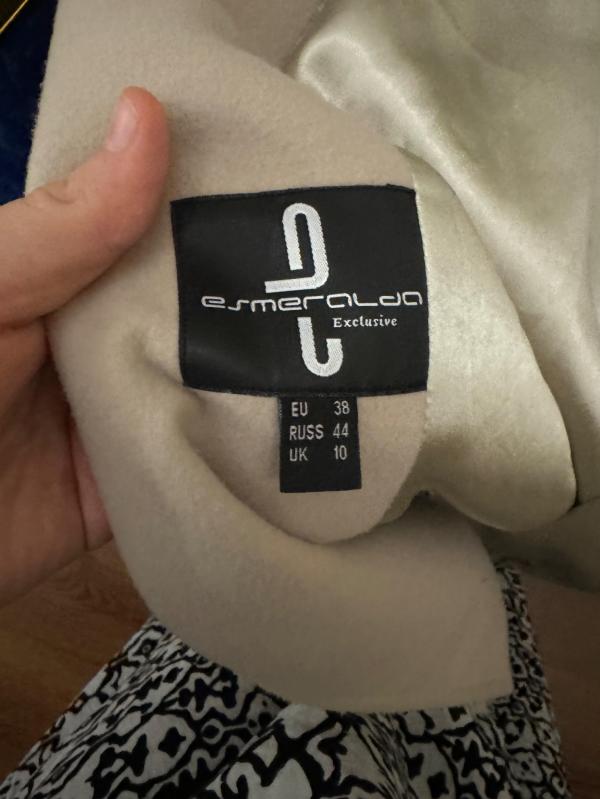 esmeralda
Exclusive
EU 38
RUSS 44
UK 10